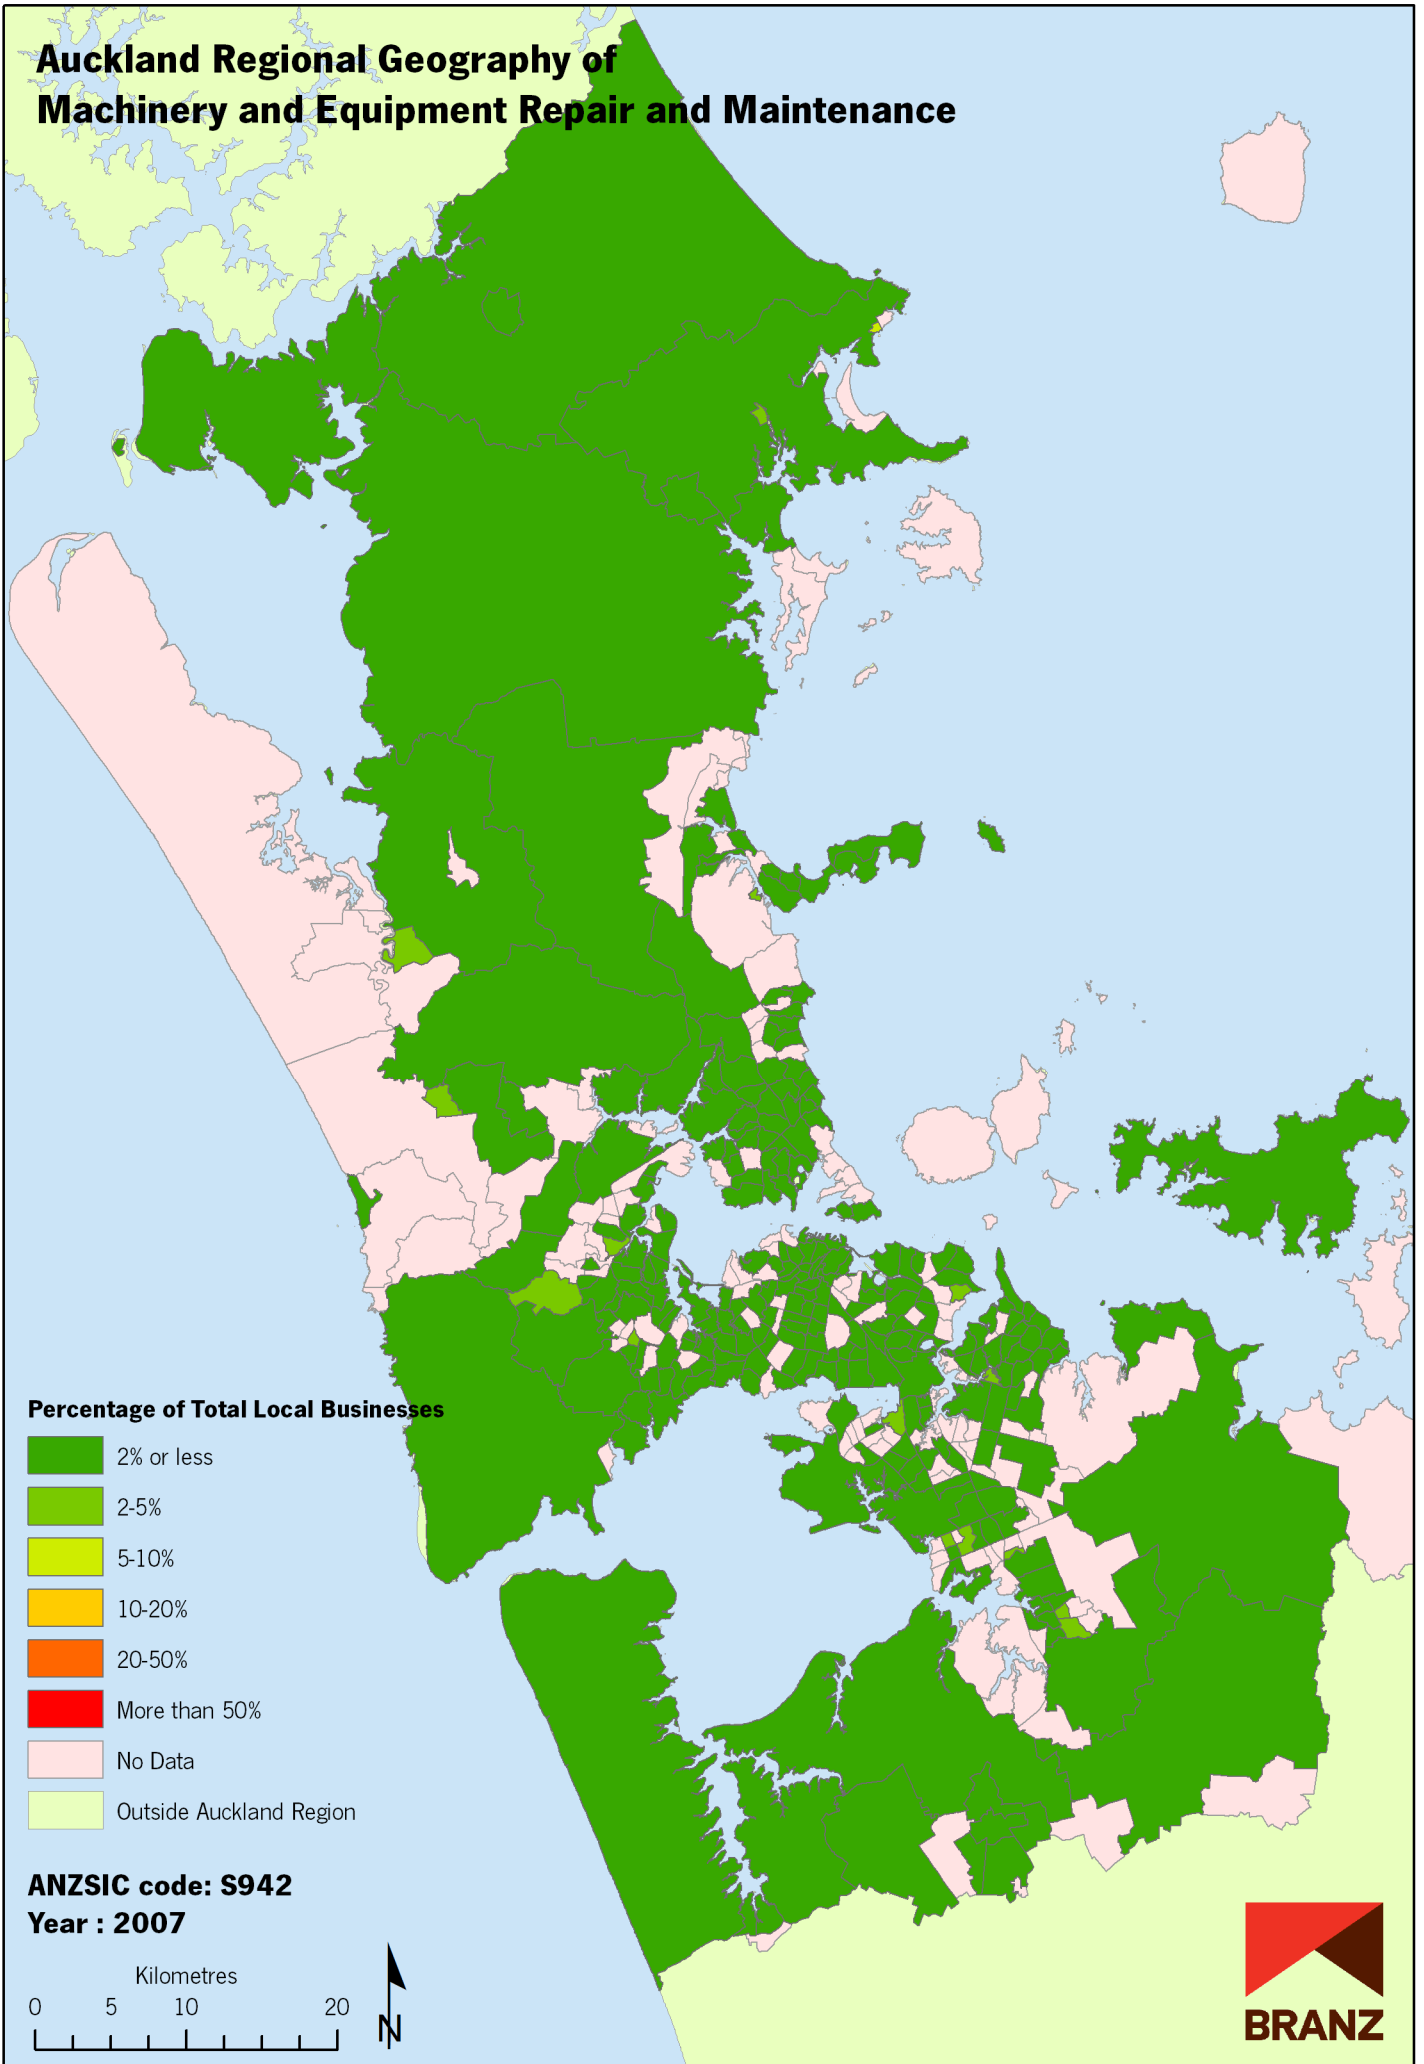 Auckland Regional Geography of
Machinery and Equipment Repair and Maintenance
Percentage of Total Local Businesses
2% or less
2-5%
5-10%
10-20%
20-50%
More than 50%
No Data
Outside Auckland Region
ANZSIC code: S942
Year : 2007
Kilometres
0 5 10 20
N
BRANZ